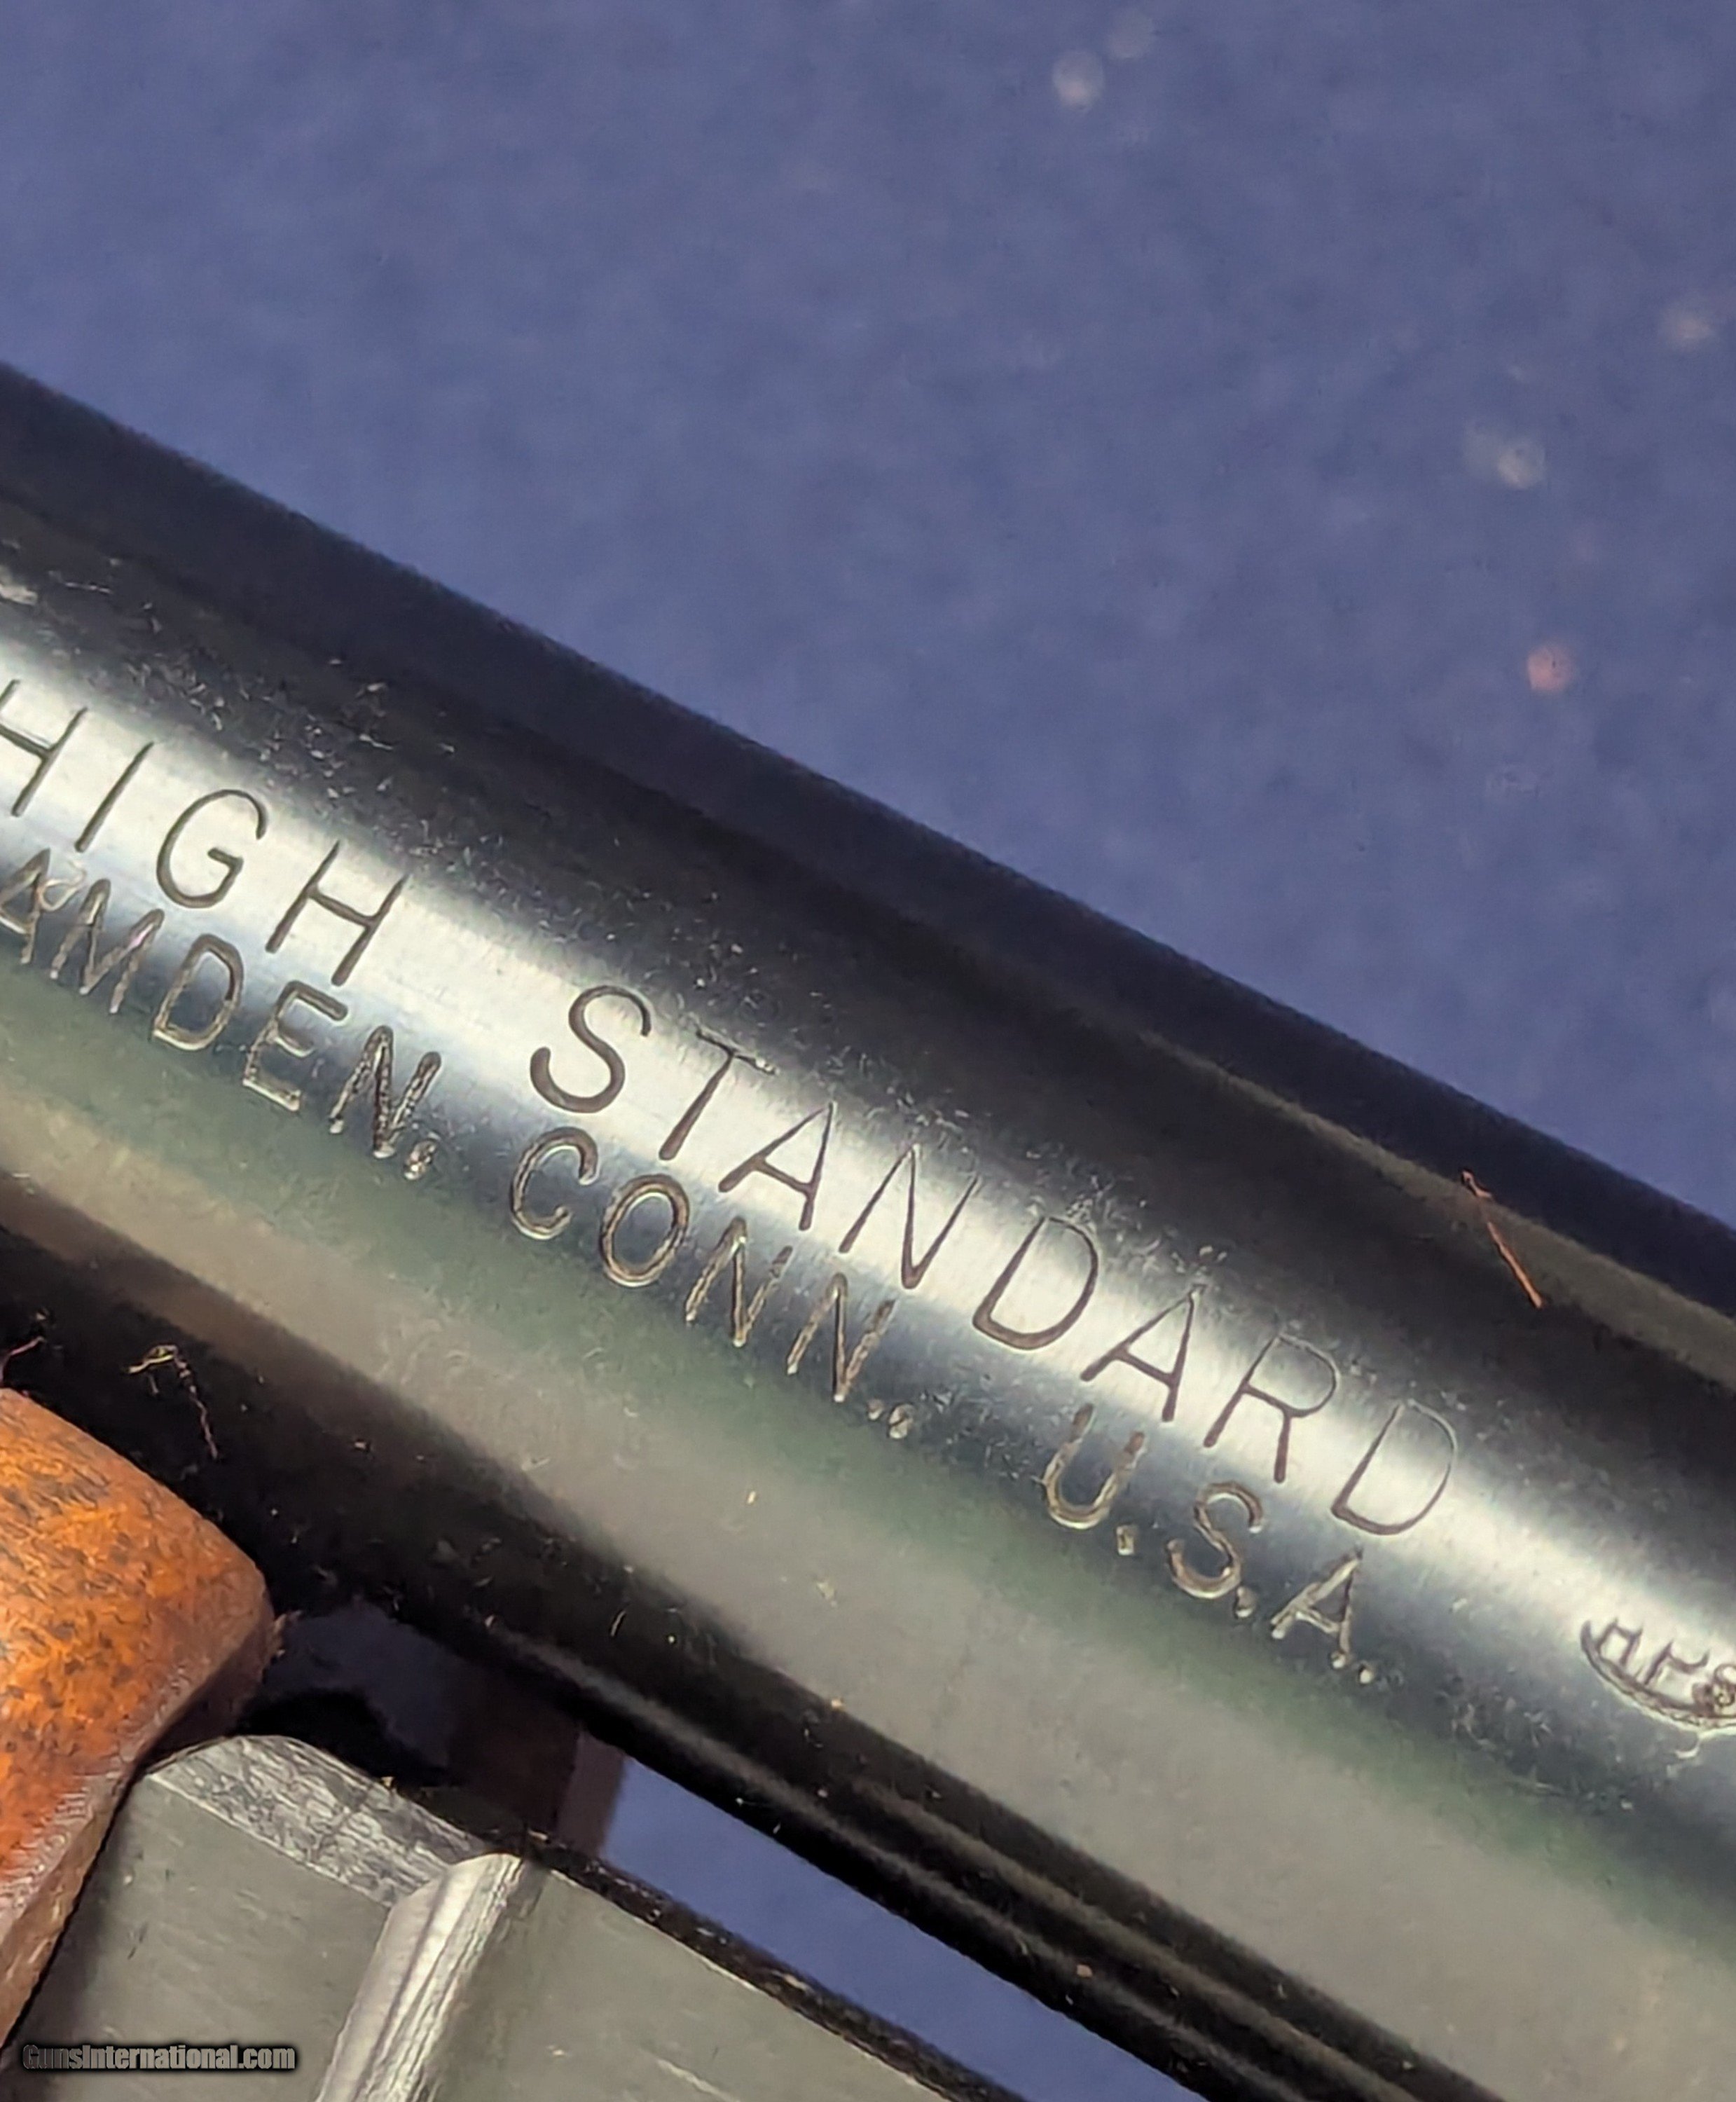 HIGH STANDARD
AMDEN, CONN., U.S.A.
GunsInternational.com